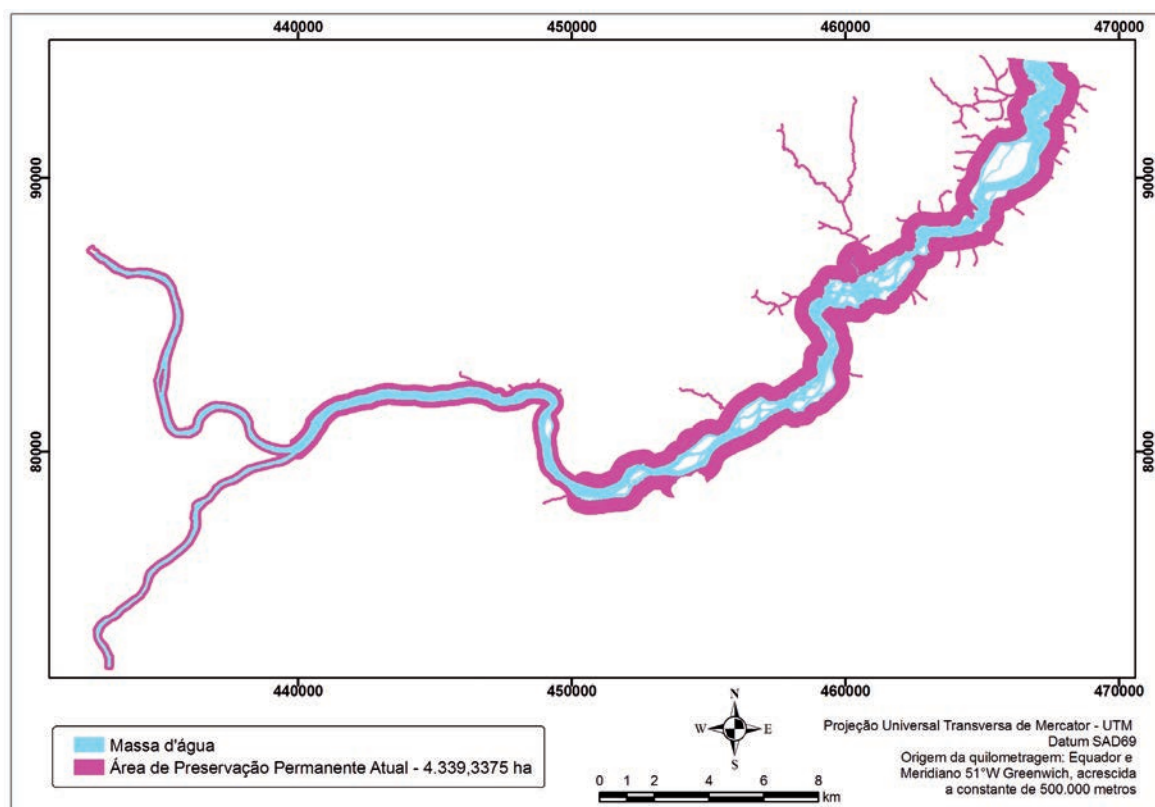 440000 450000 460000 470000
90000 90000
80000 80000
440000 450000 460000 470000
Massa d'água
Área de Preservação Permanente Atual - 4.339,3375 ha
N
W E
S
0 1 2 4 6 8
km
Projeção Universal Transversa de Mercator - UTM
Datum SAD69
Origem da quilometragem: Equador e
Meridiano 51°W Greenwich, acrescida
a constante de 500.000 metros